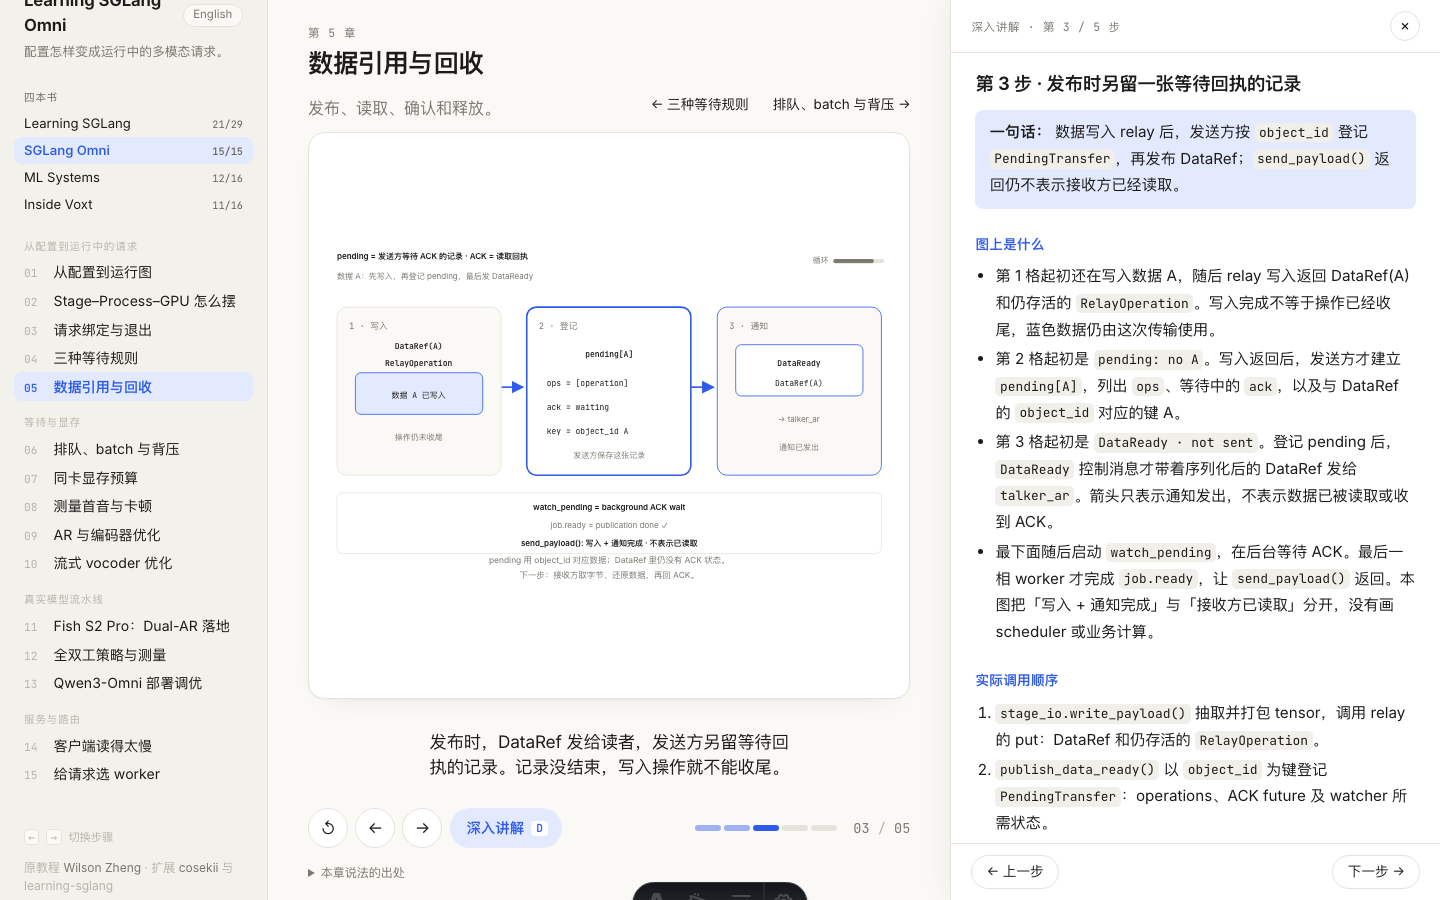 Learning SGLang
Omni
English
配置怎样变成运行中的多模态请求。
四本书
Learning SGLang 21/29
SGLang Omni 15/15
ML Systems 12/16
Inside Voxt 11/16
从配置到运行中的请求
01 从配置到运行图
02 Stage–Process–GPU 怎么摆
03 请求绑定与退出
04 三种等待规则
05 数据引用与回收
等待与显存
06 排队、batch 与背压
07 同卡显存预算
08 测量首音与卡顿
09 AR 与编码器优化
10 流式 vocoder 优化
真实模型流水线
11 Fish S2 Pro：Dual-AR 落地
12 全双工策略与测量
13 Qwen3-Omni 部署调优
服务与路由
14 客户端读得太慢
15 给请求选 worker
← → 切换步骤
原教程 Wilson Zheng · 扩展 cosekii 与
learning-sglang
第 5 章
数据引用与回收
发布、读取、确认和释放。
← 三种等待规则 排队、batch 与背压 →
pending = 发送方等待 ACK 的记录 · ACK = 读取回执
数据 A：先写入，再登记 pending，最后发 DataReady
循环
1 · 写入
DataRef(A)
RelayOperation
数据 A 已写入
操作仍未收尾
2 · 登记
pending[A]
ops = [operation]
ack = waiting
key = object_id A
发送方保存这张记录
3 · 通知
DataReady
DataRef(A)
→ talker_ar
通知已发出
watch_pending = background ACK wait
job.ready = publication done ✓
send_payload(): 写入 + 通知完成 · 不表示已读取
pending 用 object_id 对应数据；DataRef 里仍没有 ACK 状态。
下一步：接收方取字节、还原数据，再回 ACK。
发布时，DataRef 发给读者，发送方另留等待回
执的记录。记录没结束，写入操作就不能收尾。
← → 深入讲解 D
03 / 05
▶ 本章说法的出处
深入讲解 · 第 3 / 5 步
×
第 3 步 · 发布时另留一张等待回执的记录
一句话： 数据写入 relay 后，发送方按 object_id 登记
PendingTransfer，再发布 DataRef；send_payload() 返
回仍不表示接收方已经读取。
图上是什么
• 第 1 格起初还在写入数据 A，随后 relay 写入返回 DataRef(A)
和仍存活的 RelayOperation。写入完成不等于操作已经收
尾，蓝色数据仍由这次传输使用。
• 第 2 格起初是 pending: no A。写入返回后，发送方才建立
pending[A]，列出 ops、等待中的 ack，以及与 DataRef
的 object_id 对应的键 A。
• 第 3 格起初是 DataReady · not sent。登记 pending 后，
DataReady 控制消息才带着序列化后的 DataRef 发给
talker_ar。箭头只表示通知发出，不表示数据已被读取或收
到 ACK。
• 最下面随后启动 watch_pending，在后台等待 ACK。最后一
相 worker 才完成 job.ready，让 send_payload() 返回。本
图把「写入 + 通知完成」与「接收方已读取」分开，没有画
scheduler 或业务计算。
实际调用顺序
1. stage_io.write_payload() 抽取并打包 tensor，调用 relay
的 put：DataRef 和仍存活的 RelayOperation。
2. publish_data_ready() 以 object_id 为键登记
PendingTransfer：operations、ACK future 及 watcher 所
需状态。
← 上一步 下一步 →